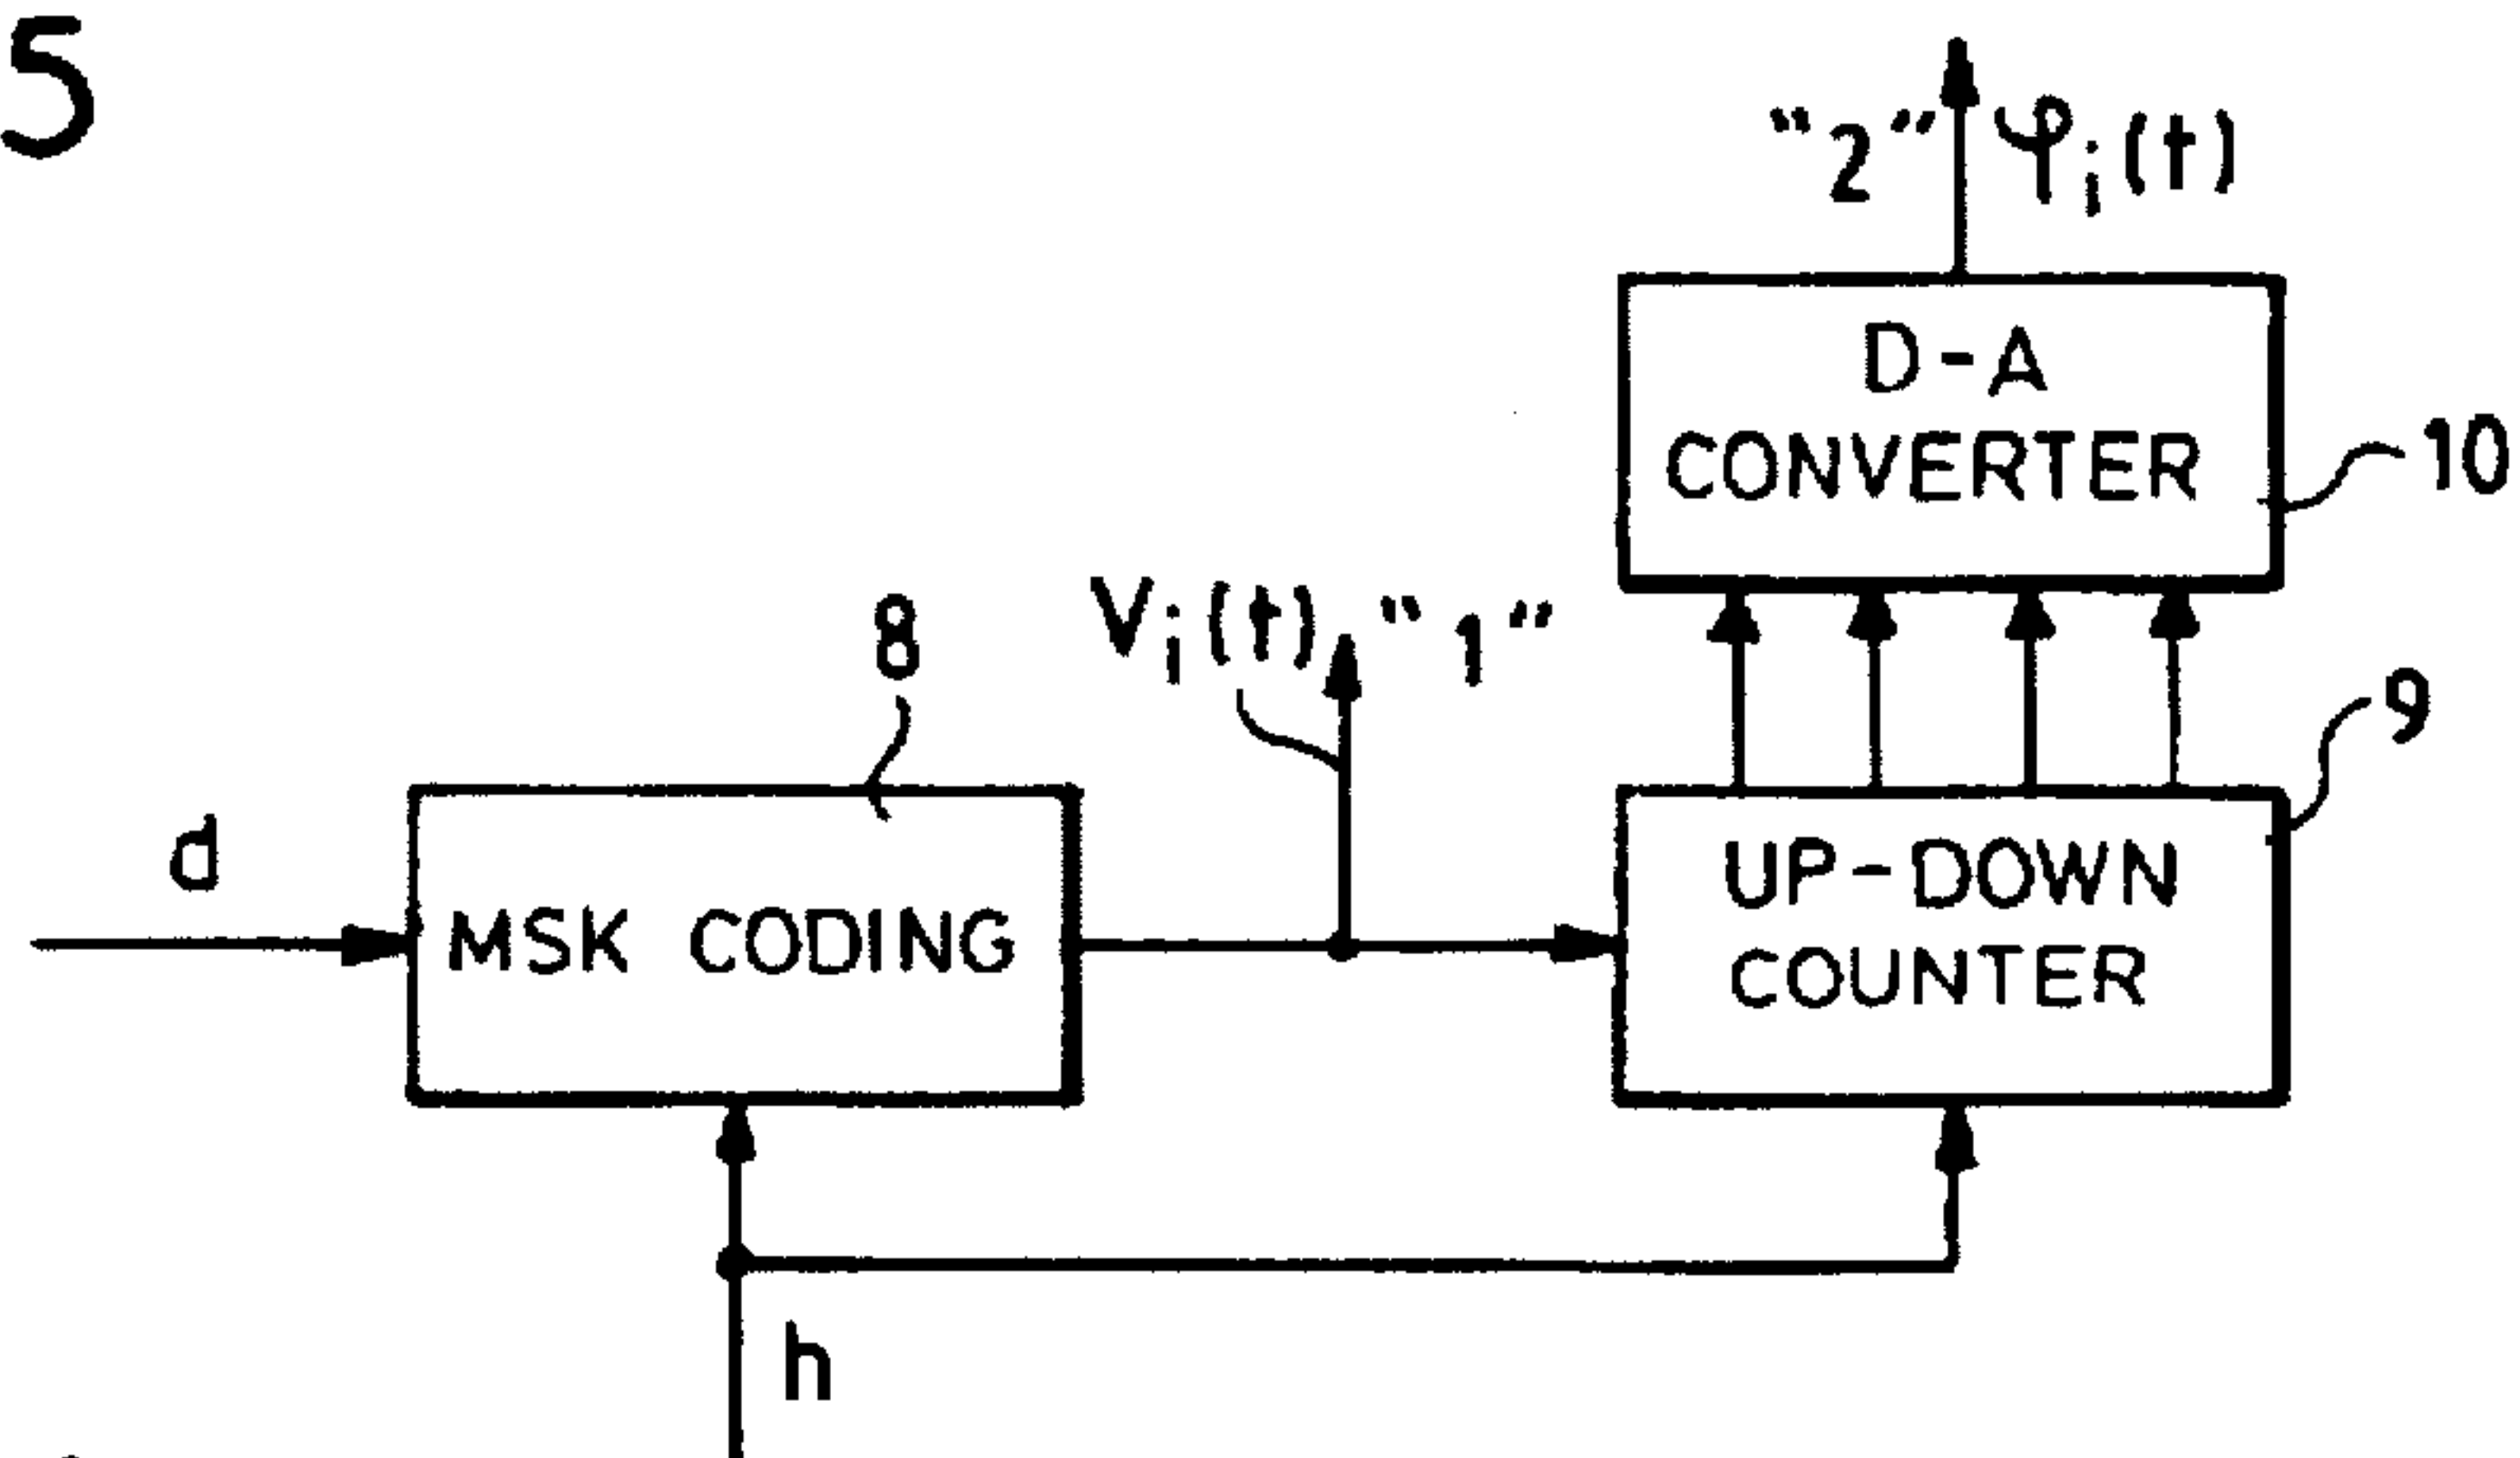 5
"2" φi(t)
D-A
CONVERTER
10
Vi(t) "1"
8
9
d
MSK CODING
UP-DOWN
COUNTER
h